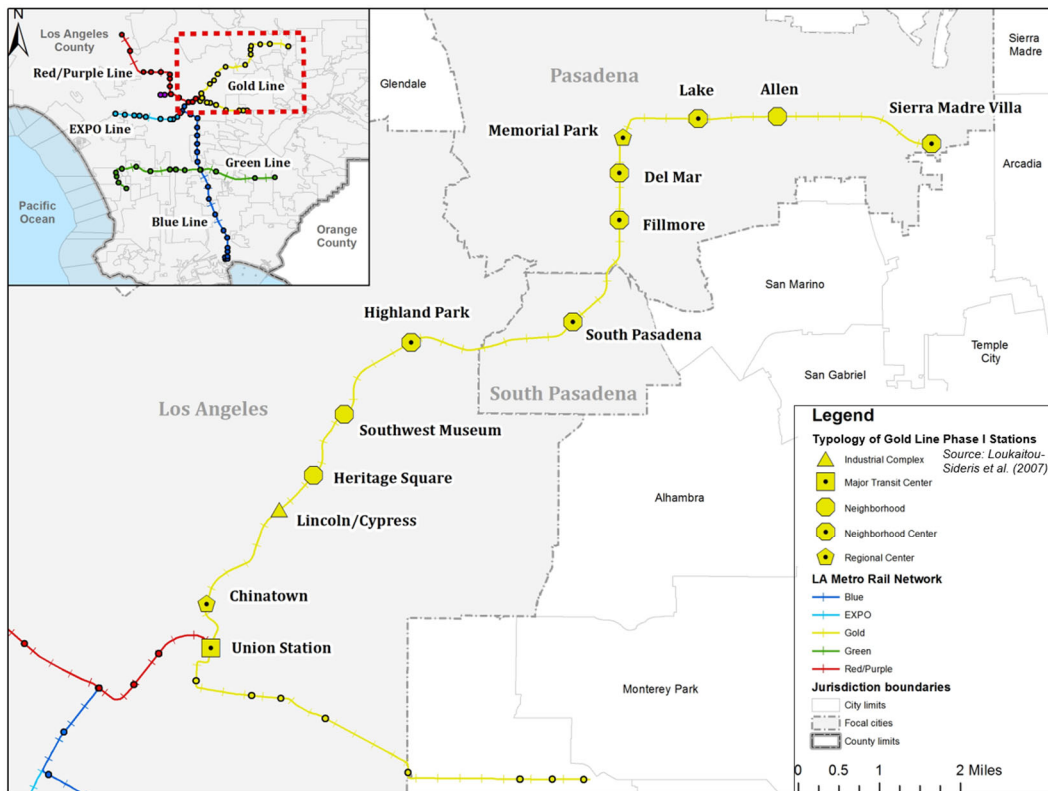 N
Los Angeles
County
Red/Purple Line
Gold Line
EXPO Line
Green Line
Blue Line
Pacific
Ocean
Orange
County
Glendale
Pasadena
Sierra
Madre
Lake
Allen
Sierra Madre Villa
Memorial Park
Arcadia
Del Mar
Fillmore
San Marino
Highland Park
South Pasadena
Temple
City
San Gabriel
South Pasadena
Los Angeles
Southwest Museum
Heritage Square
Alhambra
Lincoln/Cypress
Chinatown
Union Station
Monterey Park
Legend
Typology of Gold Line Phase I Stations
Source: Loukaitou-
Sideris et al. (2007)
Industrial Complex
Major Transit Center
Neighborhood
Neighborhood Center
Regional Center
LA Metro Rail Network
Blue
EXPO
Gold
Green
Red/Purple
Jurisdiction boundaries
City limits
Focal cities
County limits
0 0.5 1 2 Miles